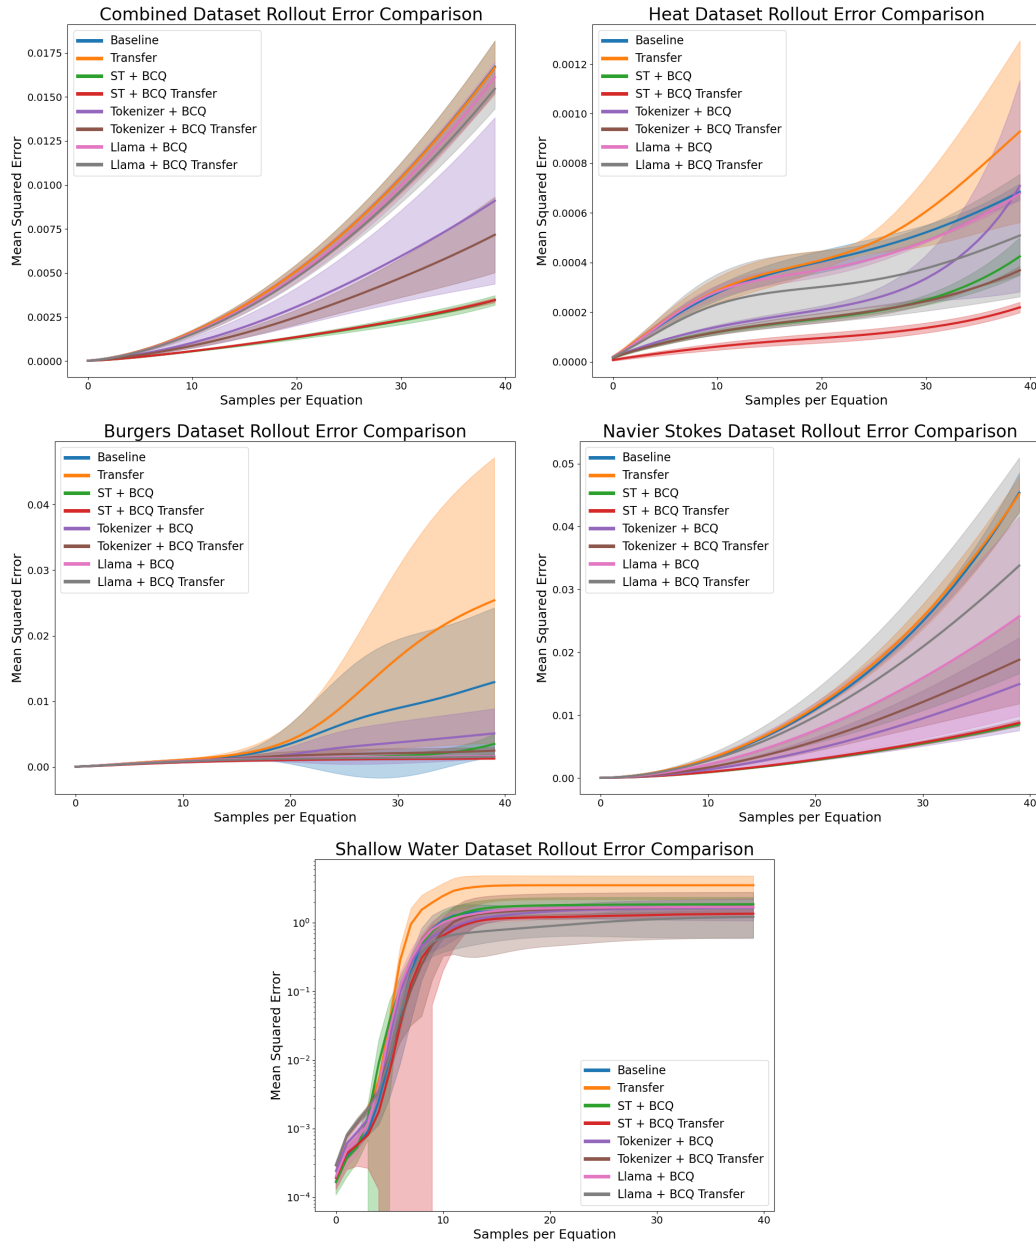 Combined Dataset Rollout Error Comparison
Mean Squared Error
0.0175
0.0150
0.0125
0.0100
0.0075
0.0050
0.0025
0.0000
Baseline
Transfer
ST + BCQ
ST + BCQ Transfer
Tokenizer + BCQ
Tokenizer + BCQ Transfer
Llama + BCQ
Llama + BCQ Transfer
0 10 20 30 40
Samples per Equation
Heat Dataset Rollout Error Comparison
Mean Squared Error
0.0012
0.0010
0.0008
0.0006
0.0004
0.0002
0.0000
Baseline
Transfer
ST + BCQ
ST + BCQ Transfer
Tokenizer + BCQ
Tokenizer + BCQ Transfer
Llama + BCQ
Llama + BCQ Transfer
0 10 20 30 40
Samples per Equation
Burgers Dataset Rollout Error Comparison
Mean Squared Error
0.04
0.03
0.02
0.01
0.00
Baseline
Transfer
ST + BCQ
ST + BCQ Transfer
Tokenizer + BCQ
Tokenizer + BCQ Transfer
Llama + BCQ
Llama + BCQ Transfer
0 10 20 30 40
Samples per Equation
Navier Stokes Dataset Rollout Error Comparison
Mean Squared Error
0.05
0.04
0.03
0.02
0.01
0.00
Baseline
Transfer
ST + BCQ
ST + BCQ Transfer
Tokenizer + BCQ
Tokenizer + BCQ Transfer
Llama + BCQ
Llama + BCQ Transfer
0 10 20 30 40
Samples per Equation
Shallow Water Dataset Rollout Error Comparison
Mean Squared Error
10⁰
10⁻¹
10⁻²
10⁻³
10⁻⁴
Baseline
Transfer
ST + BCQ
ST + BCQ Transfer
Tokenizer + BCQ
Tokenizer + BCQ Transfer
Llama + BCQ
Llama + BCQ Transfer
0 10 20 30 40
Samples per Equation